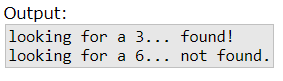 Output:
looking for a 3... found!
looking for a 6... not found.